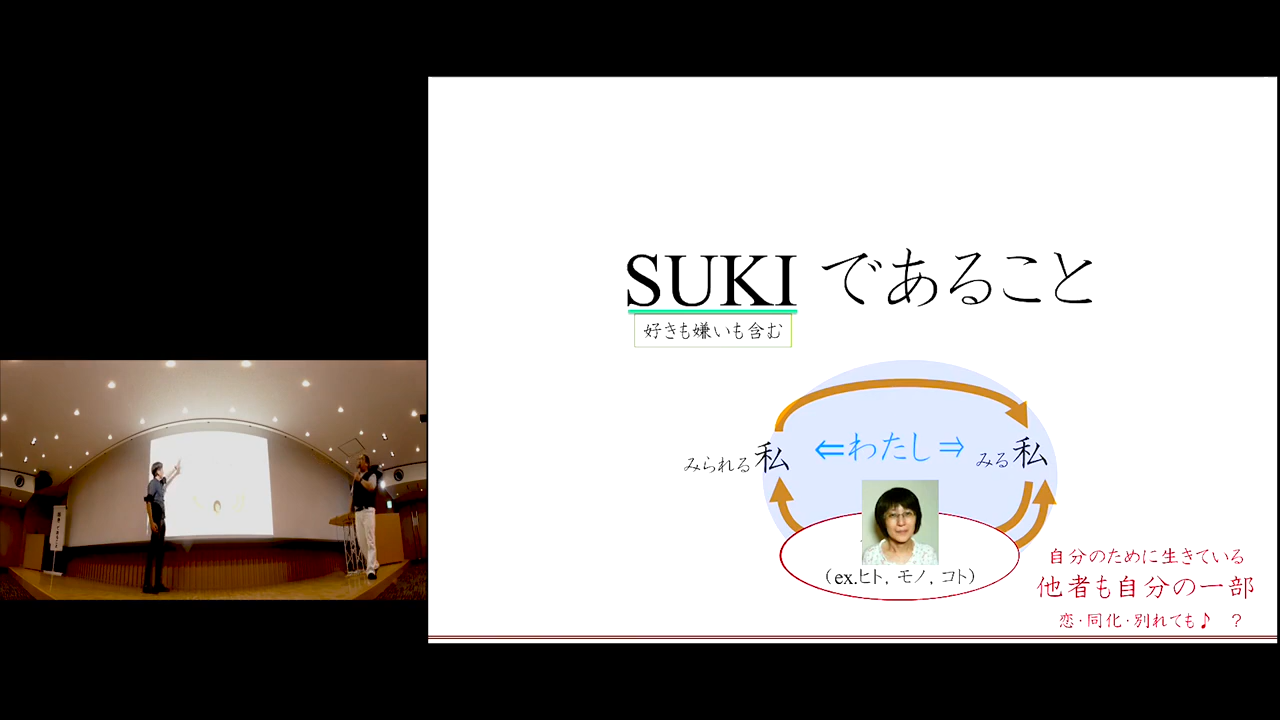 SUKI であること
好きも嫌いも含む
みられる私 ⇐わたし⇒ みる私
(ex.ヒト, モノ, コト)
自分のために生きている
他者も自分の一部
恋・同化・別れても♪ ?